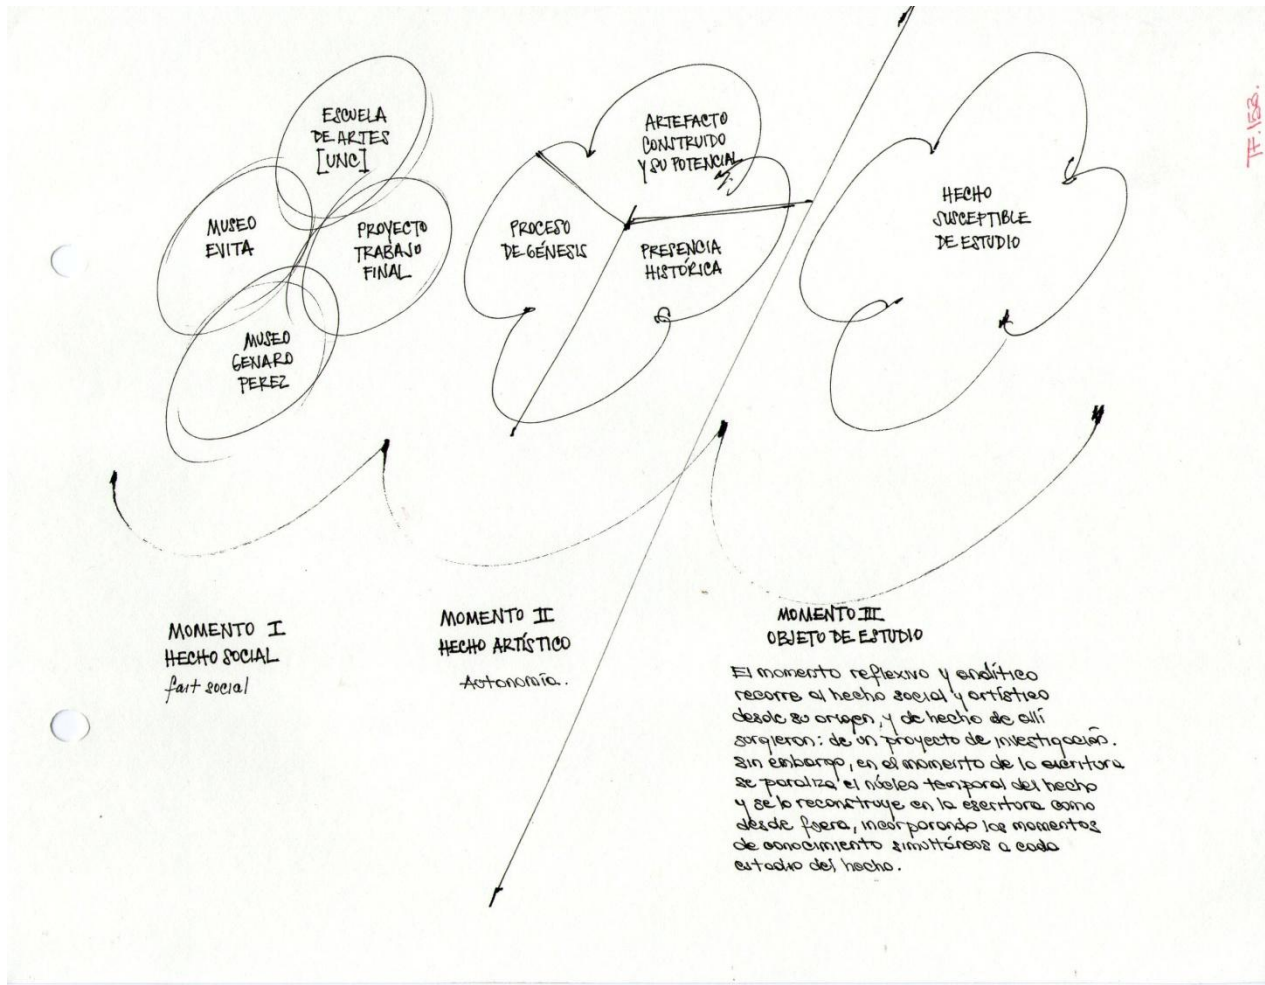 ESCUELA
DE ARTES
[UNC]
MUSEO
EVITA
PROYECTO
TRABAJO
FINAL
MUSEO
GENARO
PEREZ
ARTEFACTO
CONSTRUIDO
Y SU POTENCIAL
PROCESO
DE GÉNESIS
PRESENCIA
HISTÓRICA
HECHO
SUSCEPTIBLE
DE ESTUDIO
TF.153.
MOMENTO I
HECHO SOCIAL
fait social
MOMENTO II
HECHO ARTÍSTICO
Autonomía.
MOMENTO III
OBJETO DE ESTUDIO
El momento reflexivo y analítico
recorre al hecho social y artístico
desde su origen, y de hecho de allí
surgieron: de un proyecto de investigación.
Sin embargo, en el momento de la escritura
se paraliza el núcleo temporal del hecho
y se lo reconstruye en la escritura como
desde fuera, incorporando los momentos
de conocimiento simultáneos a cada
estadio del hecho.